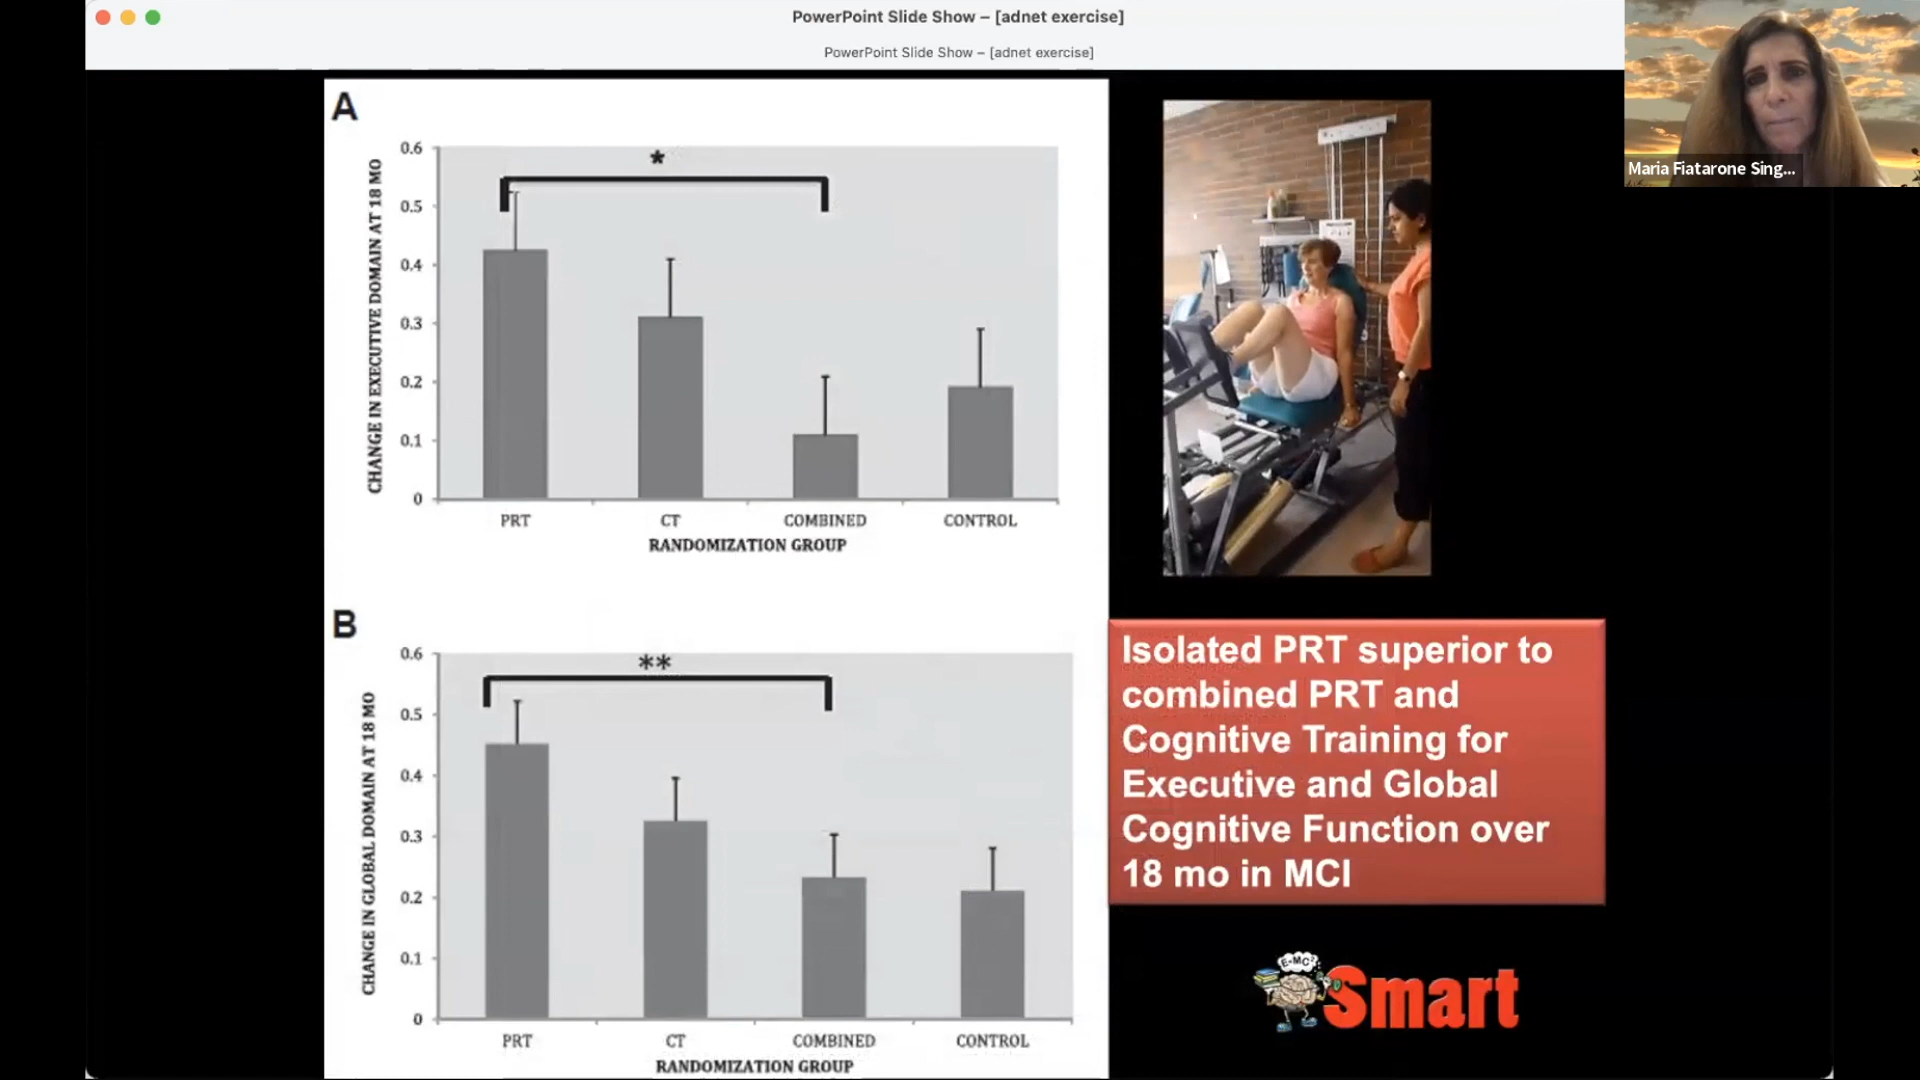 PowerPoint Slide Show – [adnet exercise]
PowerPoint Slide Show – [adnet exercise]
Maria Fiatarone Sing...
A
CHANGE IN EXECUTIVE DOMAIN AT 18 MO
0.6
0.5
0.4
0.3
0.2
0.1
0
*
PRT CT COMBINED CONTROL
RANDOMIZATION GROUP
B
CHANGE IN GLOBAL DOMAIN AT 18 MO
0.6
0.5
0.4
0.3
0.2
0.1
0
**
PRT CT COMBINED CONTROL
RANDOMIZATION GROUP
Isolated PRT superior to
combined PRT and
Cognitive Training for
Executive and Global
Cognitive Function over
18 mo in MCI
E-MC²
Smart